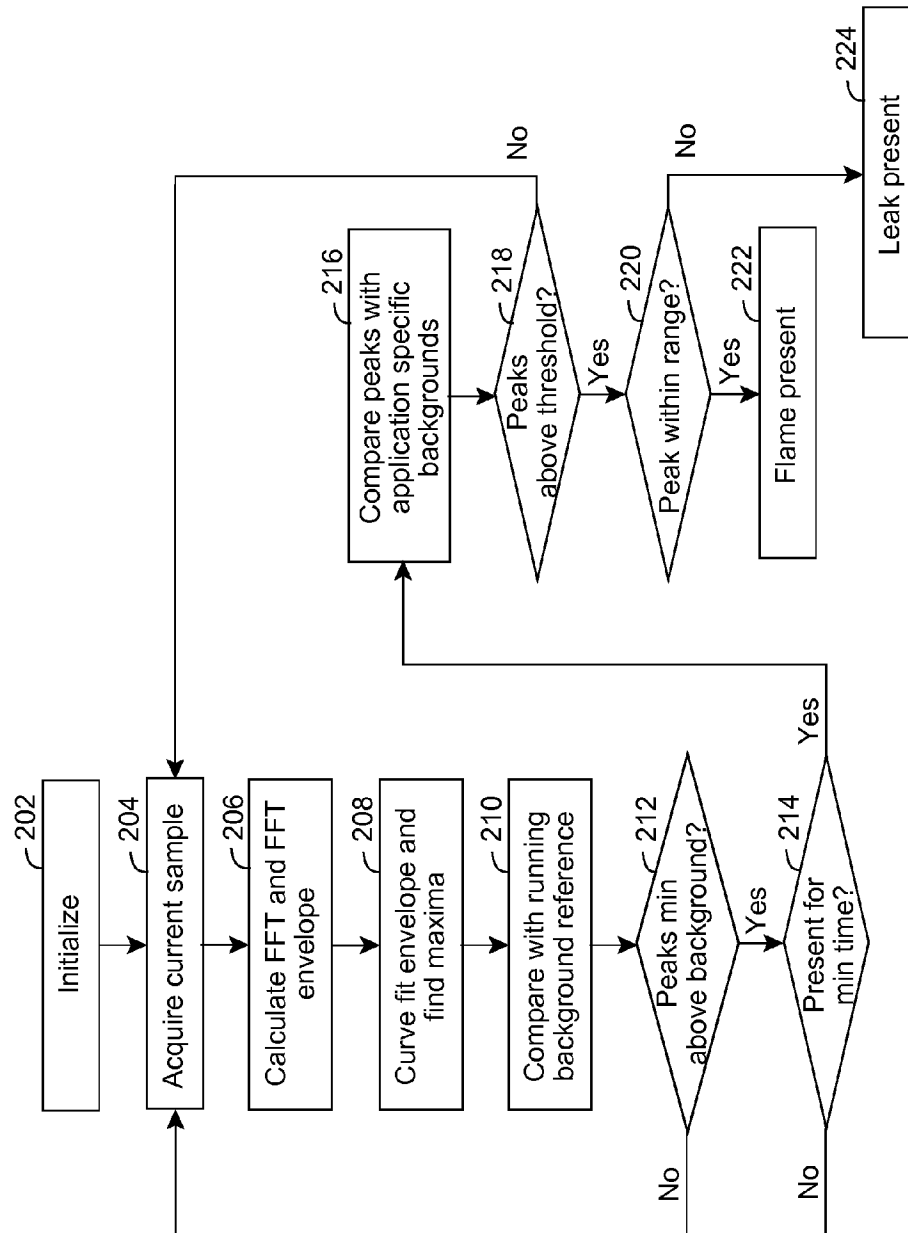 202
Initialize
204
Acquire current sample
206
Calculate FFT and FFT
envelope
208
Curve fit envelope and
find maxima
210
Compare with running
background reference
212
Peaks min
above background?
No
Yes
214
Present for
min time?
No
Yes
216
Compare peaks with
application specific
backgrounds
218
Peaks
above threshold?
No
Yes
220
Peak within range?
No
Yes
222
Flame present
224
Leak present